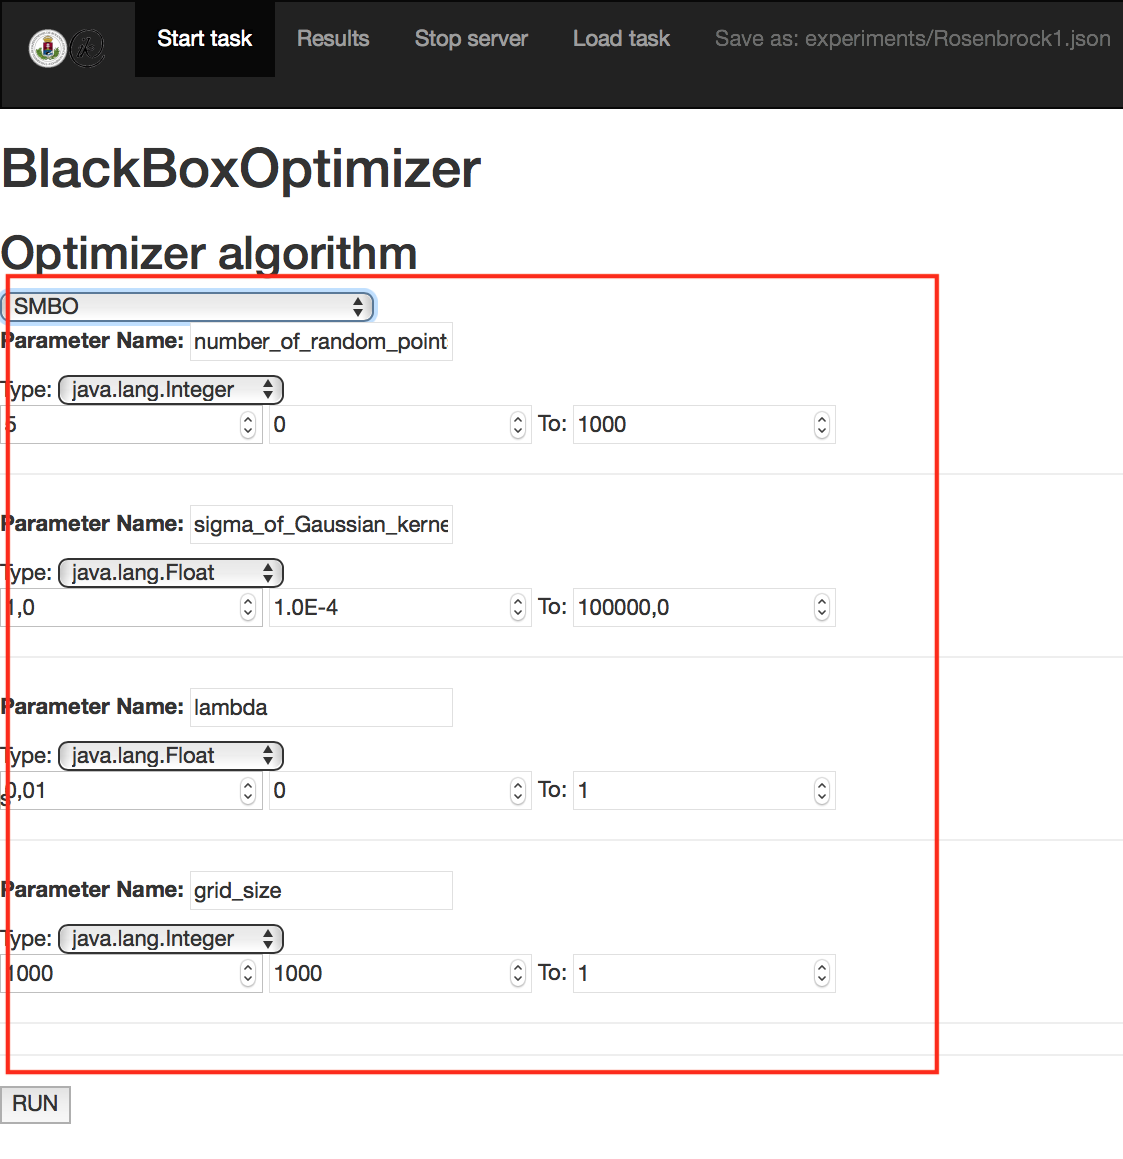 Start task Results Stop server Load task Save as: experiments/Rosenbrock1.json
BlackBoxOptimizer
Optimizer algorithm
SMBO
Parameter Name: number_of_random_point
Type: java.lang.Integer
5 0 To: 1000
Parameter Name: sigma_of_Gaussian_kerne
Type: java.lang.Float
1,0 1.0E-4 To: 100000,0
Parameter Name: lambda
Type: java.lang.Float
0,01 0 To: 1
s
Parameter Name: grid_size
Type: java.lang.Integer
1000 1000 To: 1
RUN